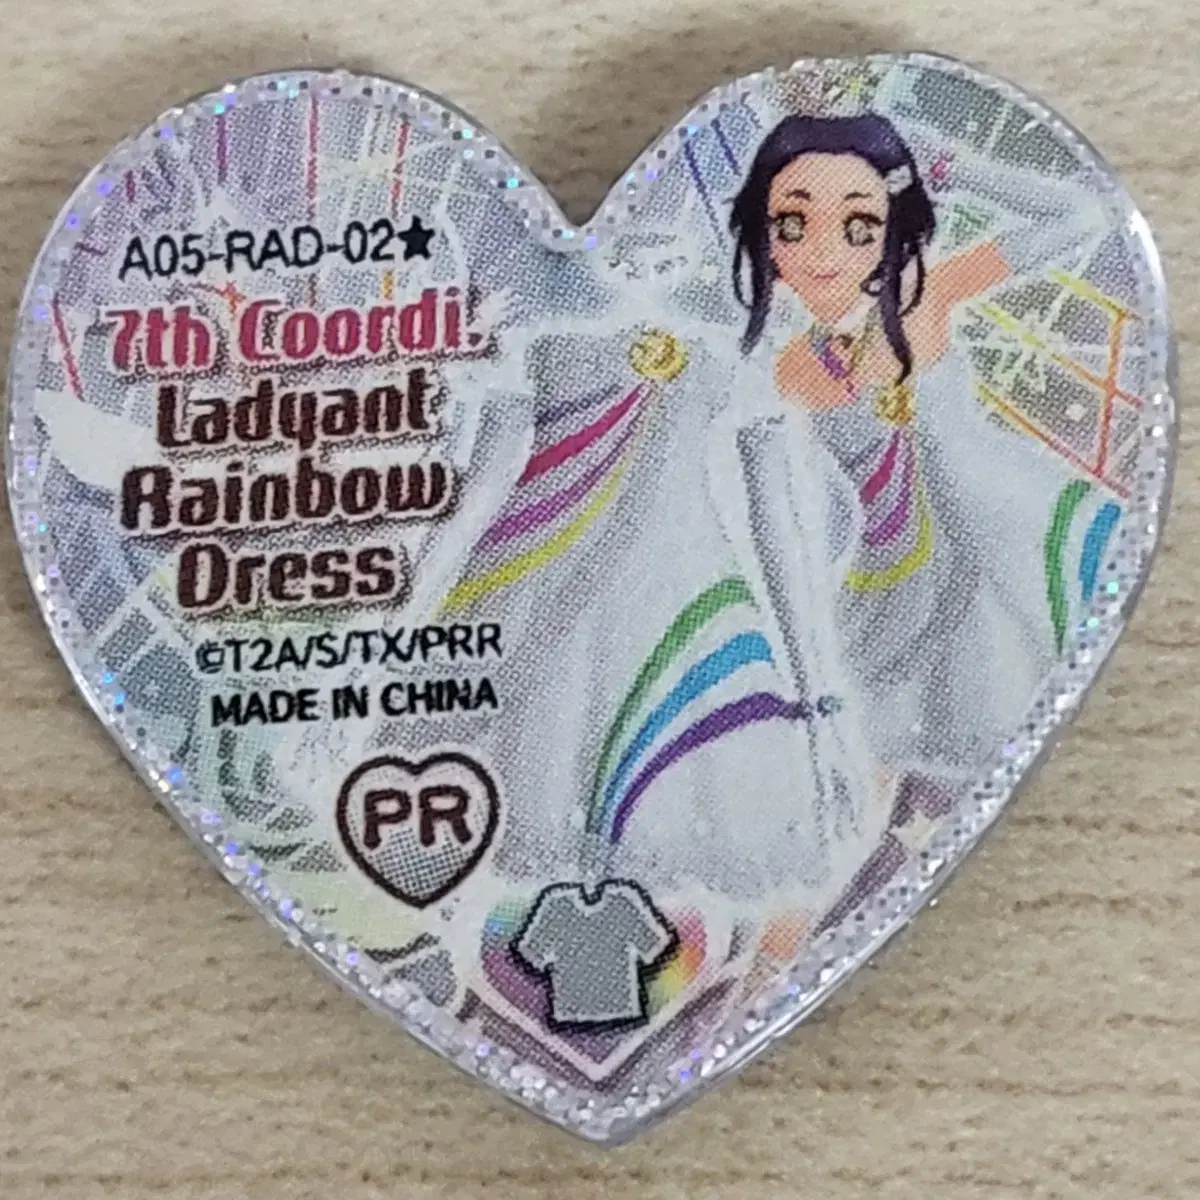 A05-RAD-02★
7th Coordi.
Ladyant
Rainbow
Dress
©T2A/S/TX/PRR
MADE IN CHINA
PR